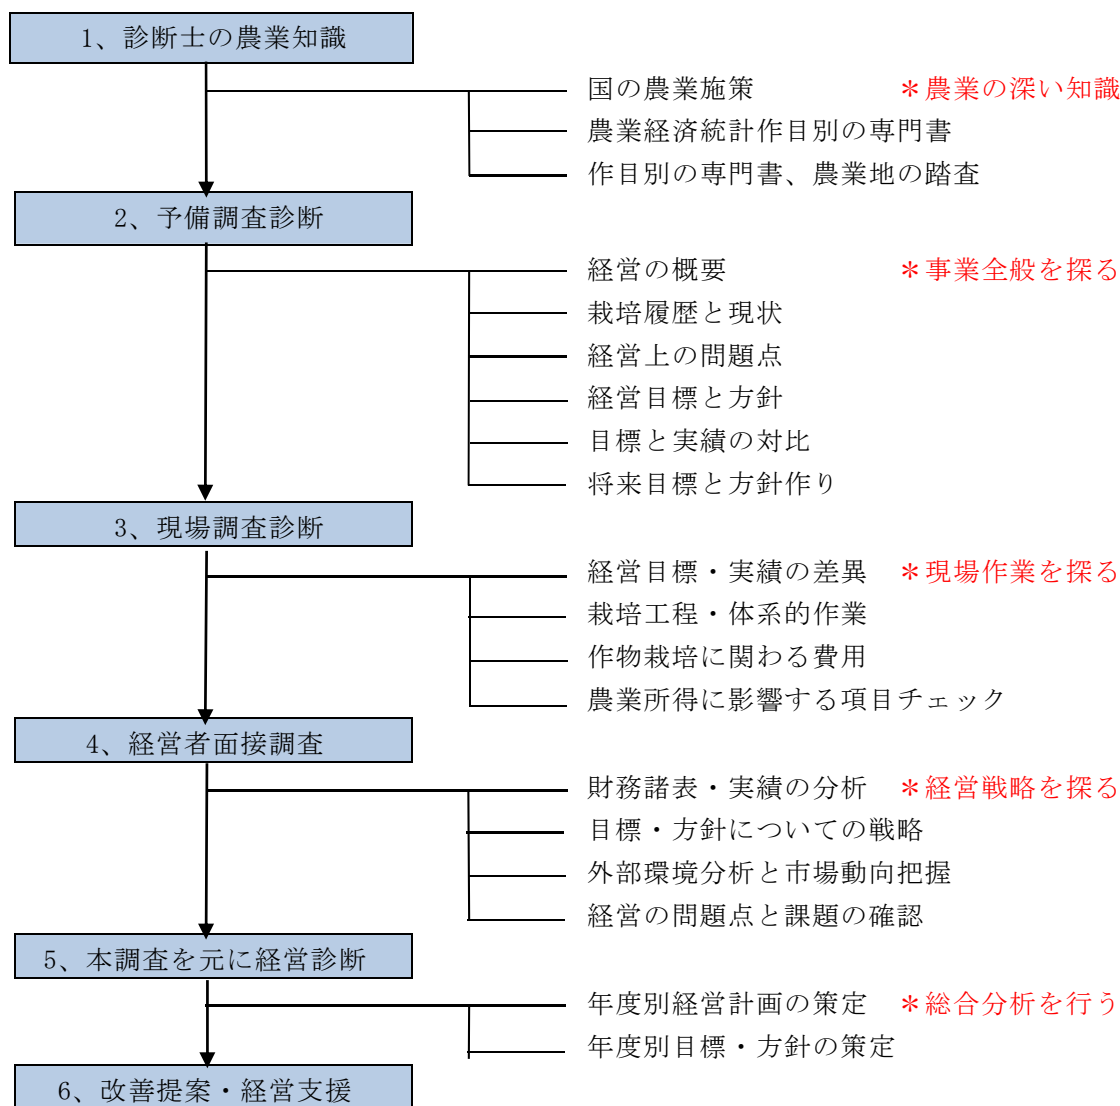 1、診断士の農業知識
国の農業施策 ＊農業の深い知識
農業経済統計作目別の専門書
作目別の専門書、農業地の踏査
2、予備調査診断
経営の概要 ＊事業全般を探る
栽培履歴と現状
経営上の問題点
経営目標と方針
目標と実績の対比
将来目標と方針作り
3、現場調査診断
経営目標・実績の差異 ＊現場作業を探る
栽培工程・体系的作業
作物栽培に関わる費用
農業所得に影響する項目チェック
4、経営者面接調査
財務諸表・実績の分析 ＊経営戦略を探る
目標・方針についての戦略
外部環境分析と市場動向把握
経営の問題点と課題の確認
5、本調査を元に経営診断
年度別経営計画の策定 ＊総合分析を行う
年度別目標・方針の策定
6、改善提案・経営支援